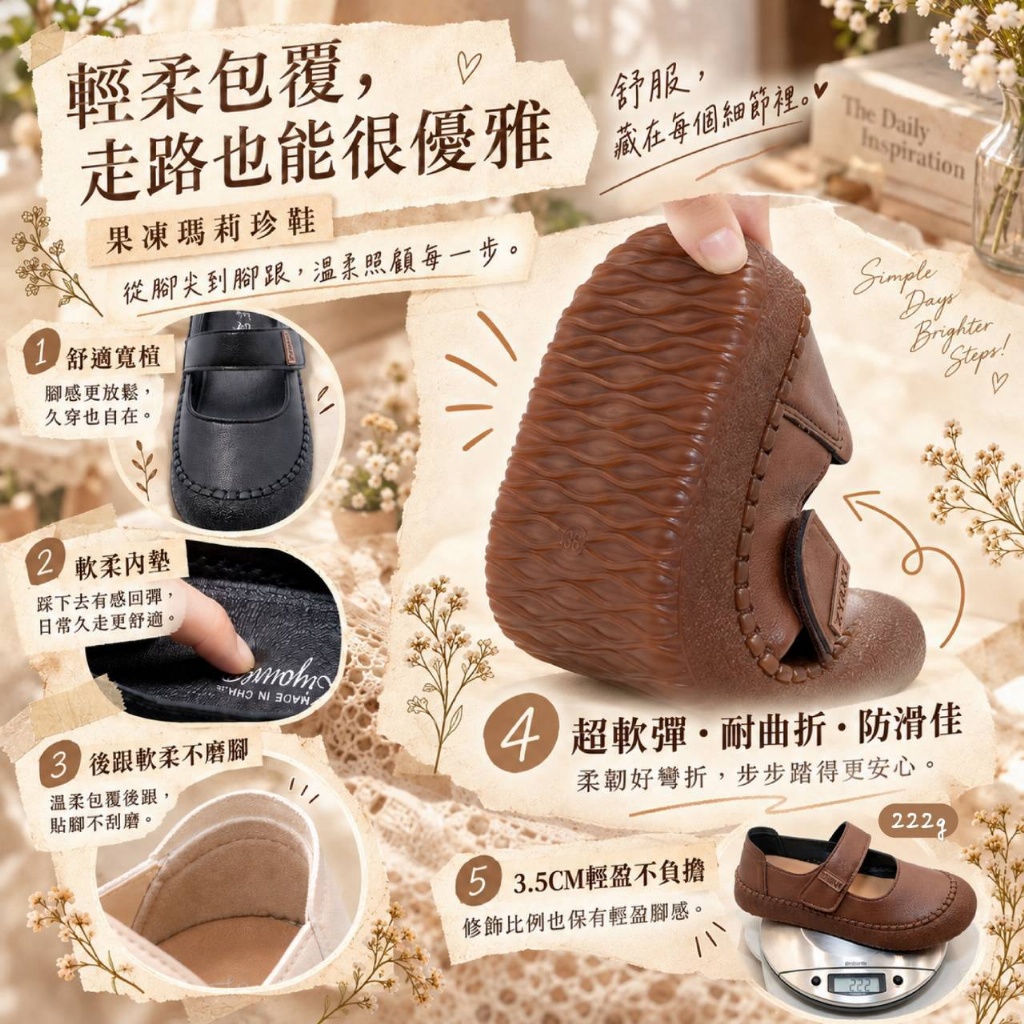 輕柔包覆，
走路也能很優雅
果凍瑪莉珍鞋
從腳尖到腳跟，溫柔照顧每一步。
舒服，
藏在每個細節裡。
The Daily
Inspiration
Simple
Days
Brighter
Steps!
1 舒適寬楦
腳感更放鬆，
久穿也自在。
2 軟柔內墊
踩下去有感回彈，
日常久走更舒適。
MADE IN CHA
3 後跟軟柔不磨腳
溫柔包覆後跟，
貼腳不刮磨。
4 超軟彈・耐曲折・防滑佳
柔韌好彎折，步步踏得更安心。
5 3.5CM輕盈不負擔
修飾比例也保有輕盈腳感。
222g
222